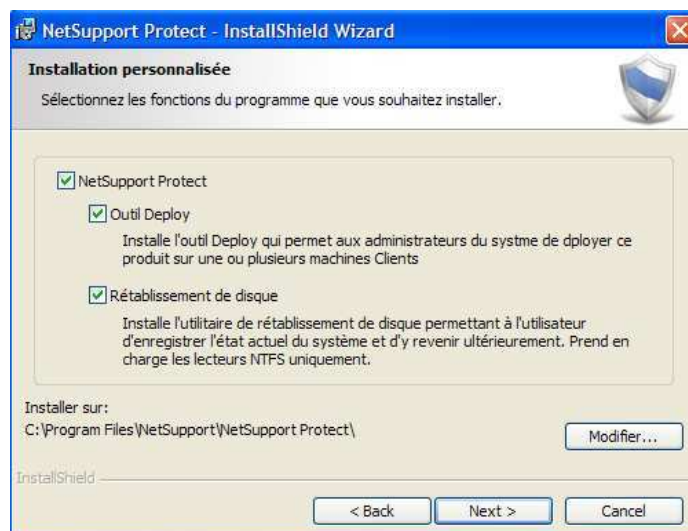 NetSupport Protect - InstallShield Wizard
Installation personnalisée
Sélectionnez les fonctions du programme que vous souhaitez installer.
NetSupport Protect
Outil Deploy
Installe l'outil Deploy qui permet aux administrateurs du systme de dployer ce
produit sur une ou plusieurs machines Clients
Rétablissement de disque
Installe l'utilitaire de rétablissement de disque permettant à l'utilisateur
d'enregistrer l'état actuel du système et d'y revenir ultérieurement. Prend en
charge les lecteurs NTFS uniquement.
Installer sur:
C:\Program Files\NetSupport\NetSupport Protect\
Modifier...
InstallShield
< Back
Next >
Cancel